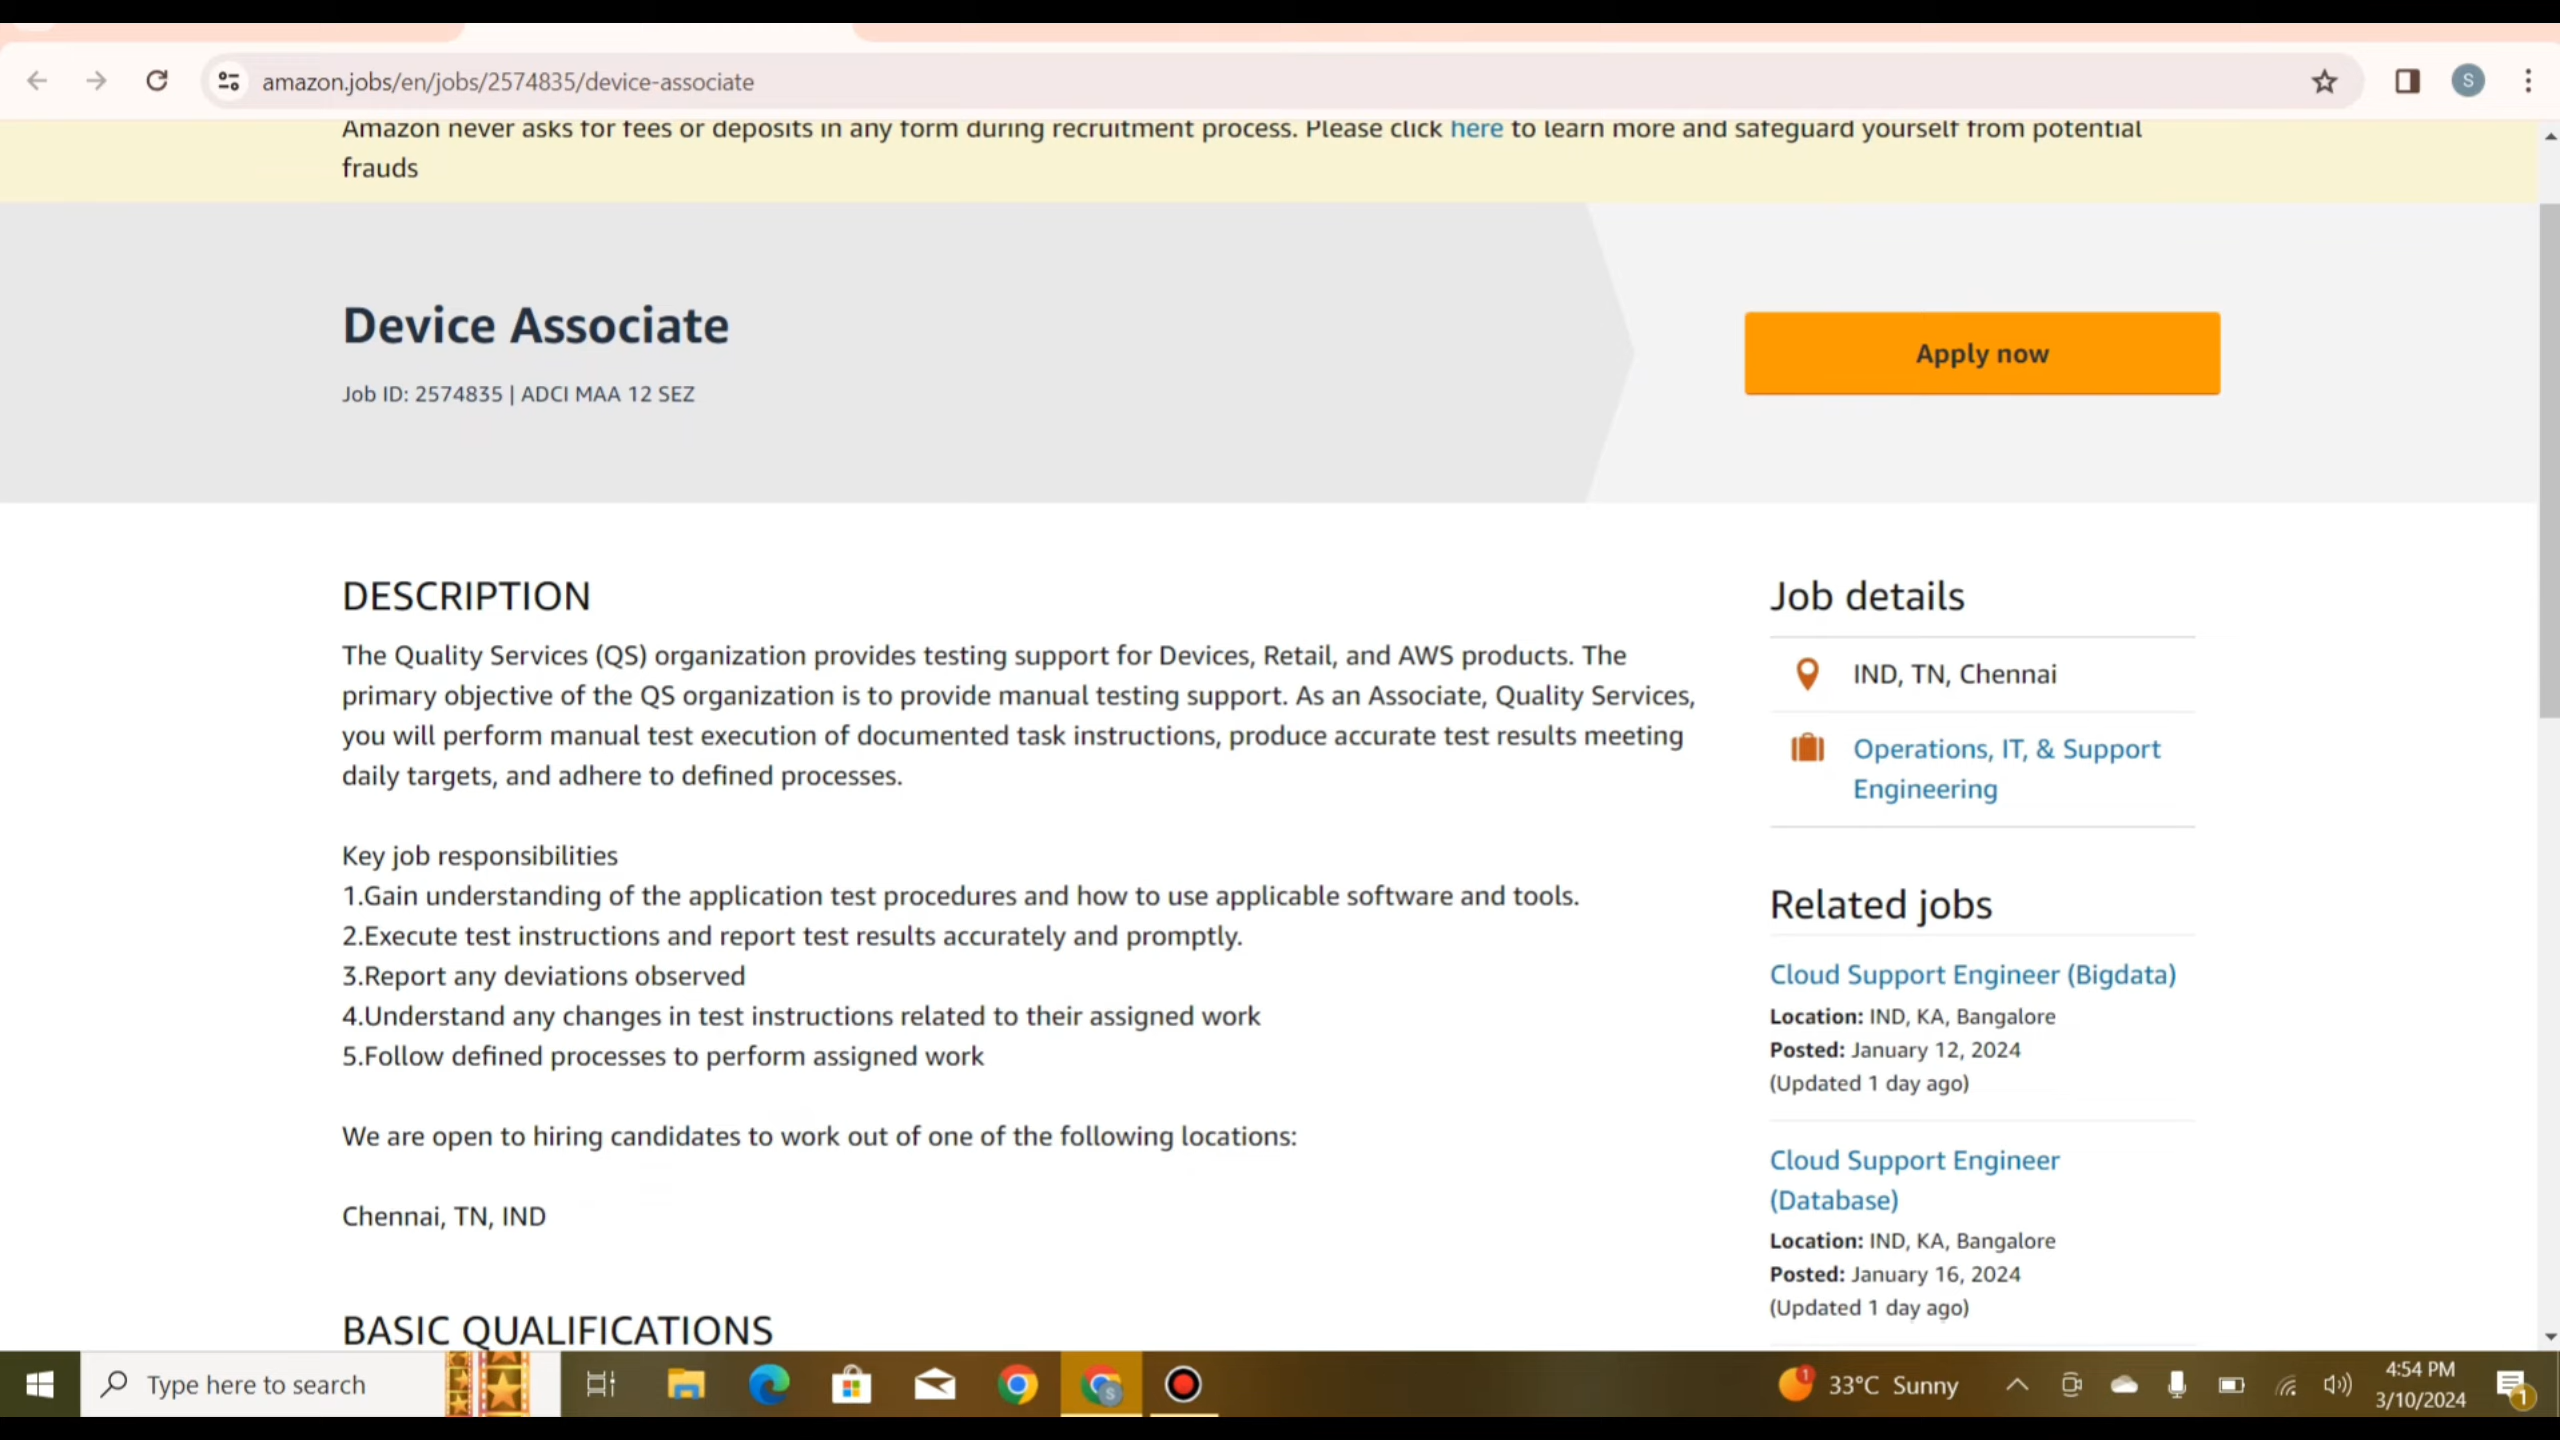 amazon.jobs/en/jobs/2574835/device-associate
S
Amazon never asks for fees or deposits in any form during recruitment process. Please click here to learn more and safeguard yourself from potential
frauds
Device Associate
Job ID: 2574835 | ADCI MAA 12 SEZ
Apply now
DESCRIPTION
The Quality Services (QS) organization provides testing support for Devices, Retail, and AWS products. The
primary objective of the QS organization is to provide manual testing support. As an Associate, Quality Services,
you will perform manual test execution of documented task instructions, produce accurate test results meeting
daily targets, and adhere to defined processes.
Key job responsibilities
1.Gain understanding of the application test procedures and how to use applicable software and tools.
2.Execute test instructions and report test results accurately and promptly.
3.Report any deviations observed
4.Understand any changes in test instructions related to their assigned work
5.Follow defined processes to perform assigned work
We are open to hiring candidates to work out of one of the following locations:
Chennai, TN, IND
BASIC QUALIFICATIONS
Job details
IND, TN, Chennai
Operations, IT, & Support
Engineering
Related jobs
Cloud Support Engineer (Bigdata)
Location: IND, KA, Bangalore
Posted: January 12, 2024
(Updated 1 day ago)
Cloud Support Engineer
(Database)
Location: IND, KA, Bangalore
Posted: January 16, 2024
(Updated 1 day ago)
Type here to search
S
1
33°C Sunny
4:54 PM
3/10/2024
1